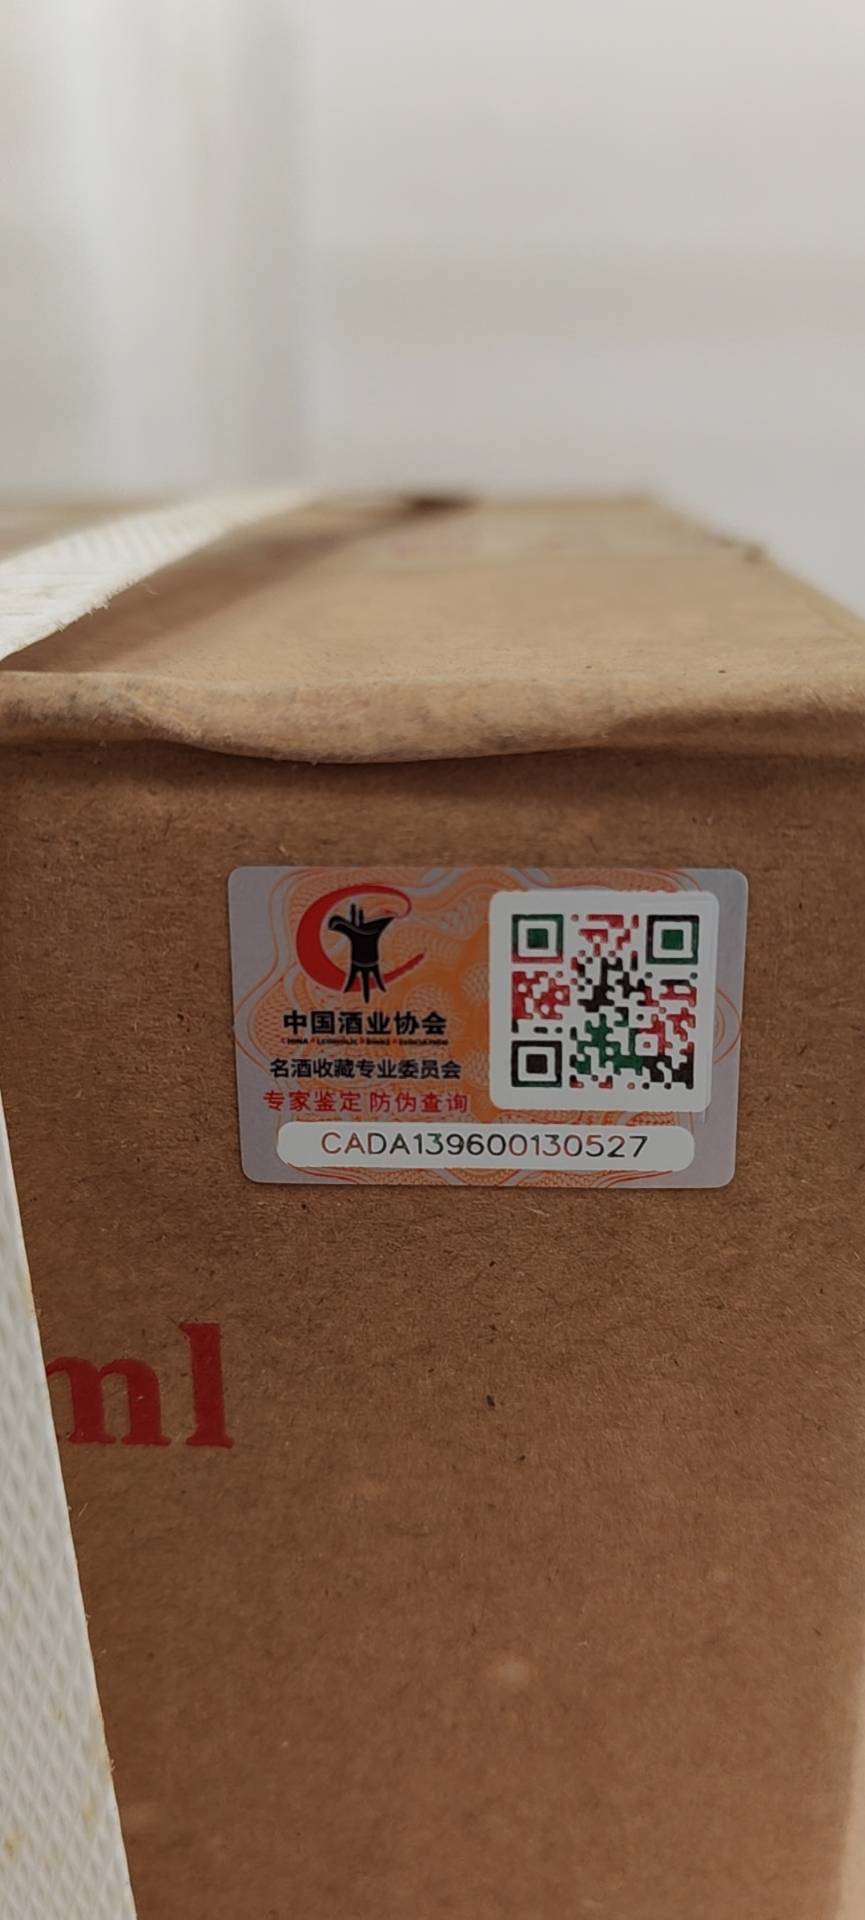 中国酒业协会
名酒收藏专业委员会
专家鉴定 防伪查询
CADA139600130527
ml